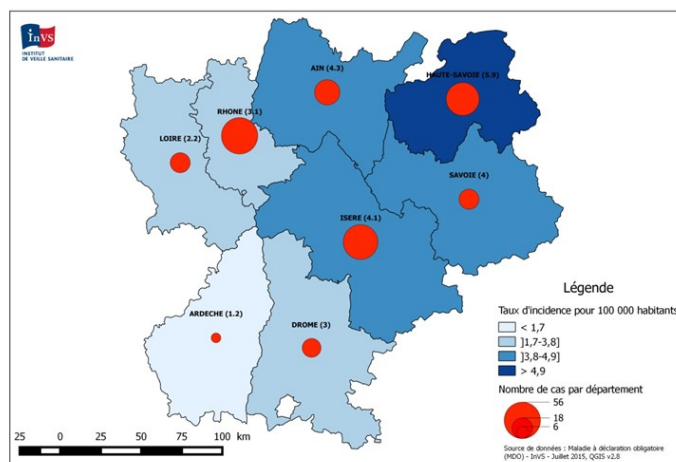 InVS
INSTITUT
DE VEILLE SANITAIRE
AIN (4.3)
HAUTE-SAVOIE (5.9)
RHONE (3.1)
LOIRE (2.2)
SAVOIE (4)
ISERE (4.1)
ARDECHE (1.2)
DROME (3)
Légende
Taux d'incidence pour 100 000 habitants
< 1,7
]1,7-3,8]
]3,8-4,9]
> 4,9
Nombre de cas par département
56
18
6
25 0 25 50 75 100 km
Source de données : Maladie à déclaration obligatoire
(MDO) - InVS - Juillet 2015, QGIS v2.8